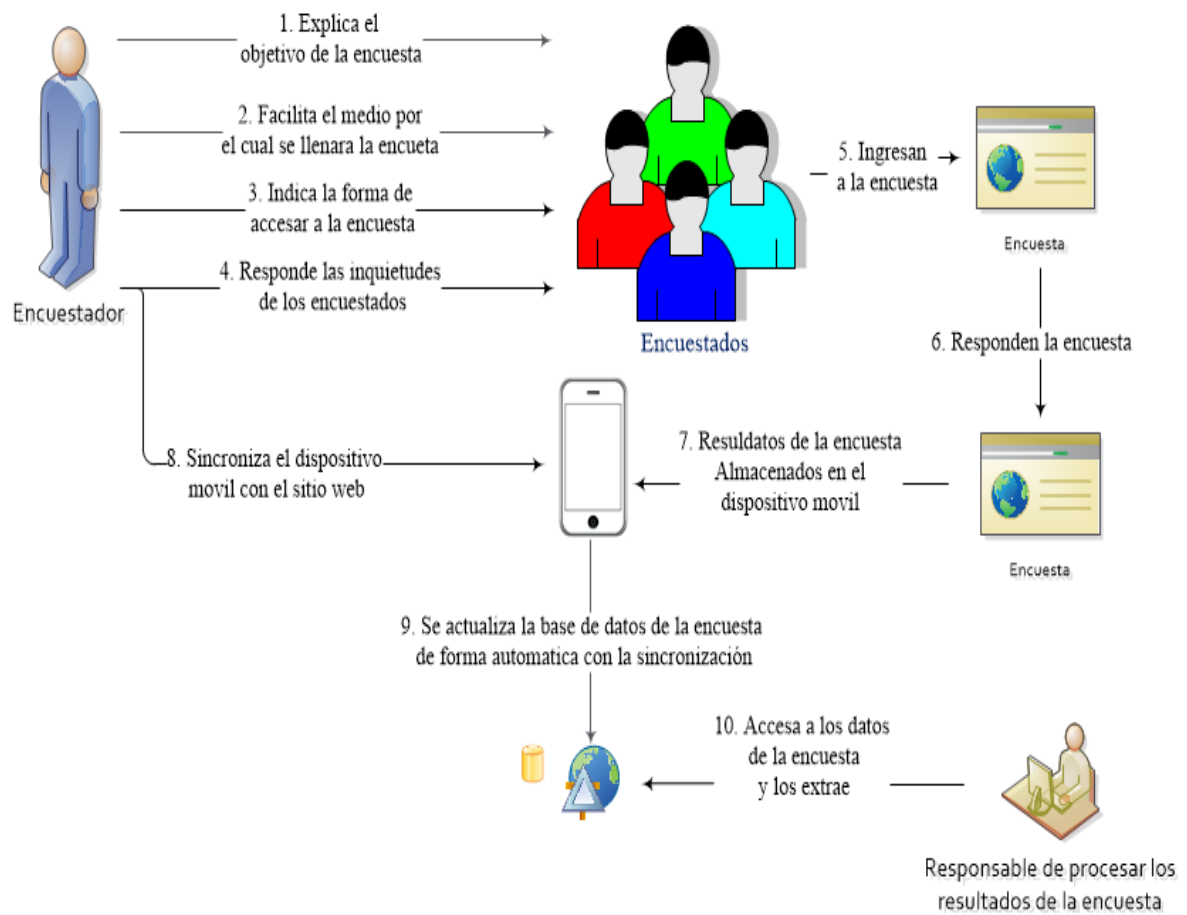 1. Explica el
objetivo de la encuesta
2. Facilita el medio por
el cual se llenara la encueta
3. Indica la forma de
accesar a la encuesta
4. Responde las inquietudes
de los encuestados
Encuestador
Encuestados
5. Ingresan
a la encuesta
Encuesta
6. Responden la encuesta
7. Resuldatos de la encuesta
Almacenados en el
dispositivo movil
Encuesta
8. Sincroniza el dispositivo
movil con el sitio web
9. Se actualiza la base de datos de la encuesta
de forma automatica con la sincronización
10. Accesa a los datos
de la encuesta
y los extrae
Responsable de procesar los
resultados de la encuesta